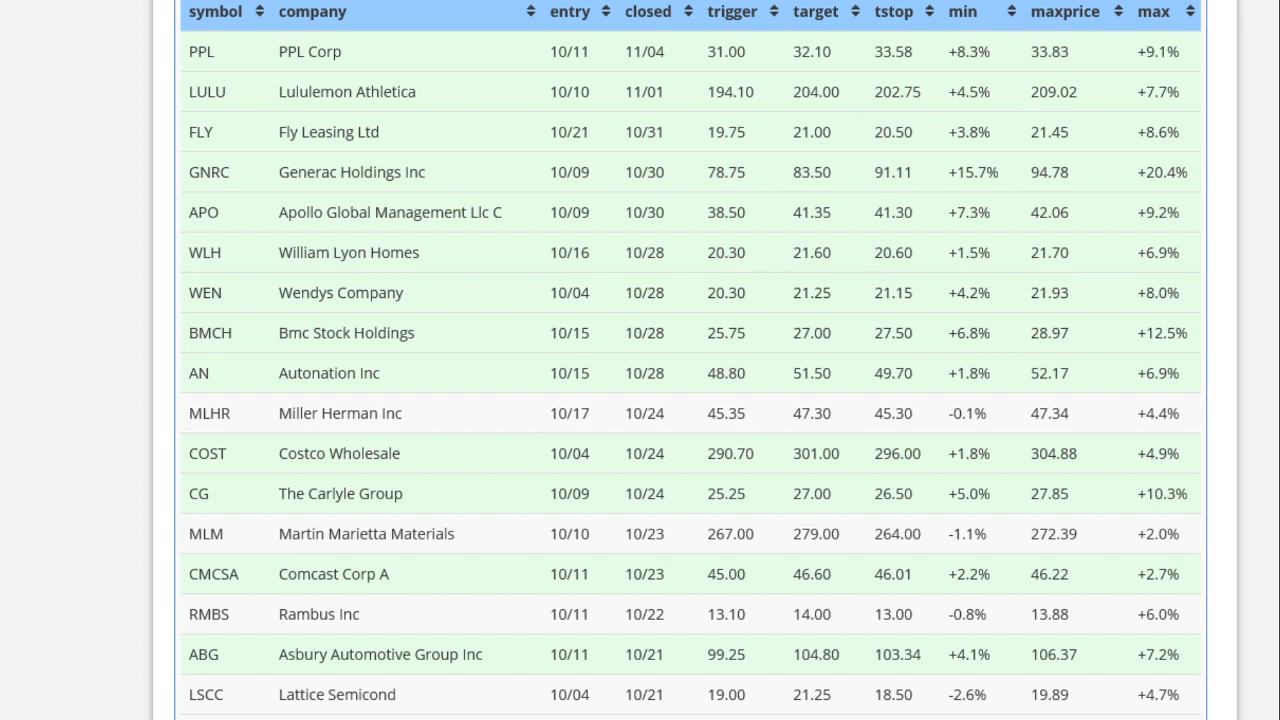 symbol company entry closed trigger target tstop min maxprice max
PPL PPL Corp 10/11 11/04 31.00 32.10 33.58 +8.3% 33.83 +9.1%
LULU Lululemon Athletica 10/10 11/01 194.10 204.00 202.75 +4.5% 209.02 +7.7%
FLY Fly Leasing Ltd 10/21 10/31 19.75 21.00 20.50 +3.8% 21.45 +8.6%
GNRC Generac Holdings Inc 10/09 10/30 78.75 83.50 91.11 +15.7% 94.78 +20.4%
APO Apollo Global Management Llc C 10/09 10/30 38.50 41.35 41.30 +7.3% 42.06 +9.2%
WLH William Lyon Homes 10/16 10/28 20.30 21.60 20.60 +1.5% 21.70 +6.9%
WEN Wendys Company 10/04 10/28 20.30 21.25 21.15 +4.2% 21.93 +8.0%
BMCH Bmc Stock Holdings 10/15 10/28 25.75 27.00 27.50 +6.8% 28.97 +12.5%
AN Autonation Inc 10/15 10/28 48.80 51.50 49.70 +1.8% 52.17 +6.9%
MLHR Miller Herman Inc 10/17 10/24 45.35 47.30 45.30 -0.1% 47.34 +4.4%
COST Costco Wholesale 10/04 10/24 290.70 301.00 296.00 +1.8% 304.88 +4.9%
CG The Carlyle Group 10/09 10/24 25.25 27.00 26.50 +5.0% 27.85 +10.3%
MLM Martin Marietta Materials 10/10 10/23 267.00 279.00 264.00 -1.1% 272.39 +2.0%
CMCSA Comcast Corp A 10/11 10/23 45.00 46.60 46.01 +2.2% 46.22 +2.7%
RMBS Rambus Inc 10/11 10/22 13.10 14.00 13.00 -0.8% 13.88 +6.0%
ABG Asbury Automotive Group Inc 10/11 10/21 99.25 104.80 103.34 +4.1% 106.37 +7.2%
LSCC Lattice Semicond 10/04 10/21 19.00 21.25 18.50 -2.6% 19.89 +4.7%